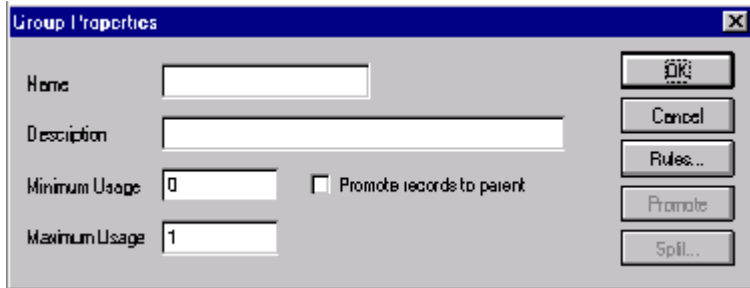 Group Properties
OK
Name
Cancel
Description
Rules...
Minimum Usage 0 Promote records to parent
Promote
Maximum Usage 1
Split...